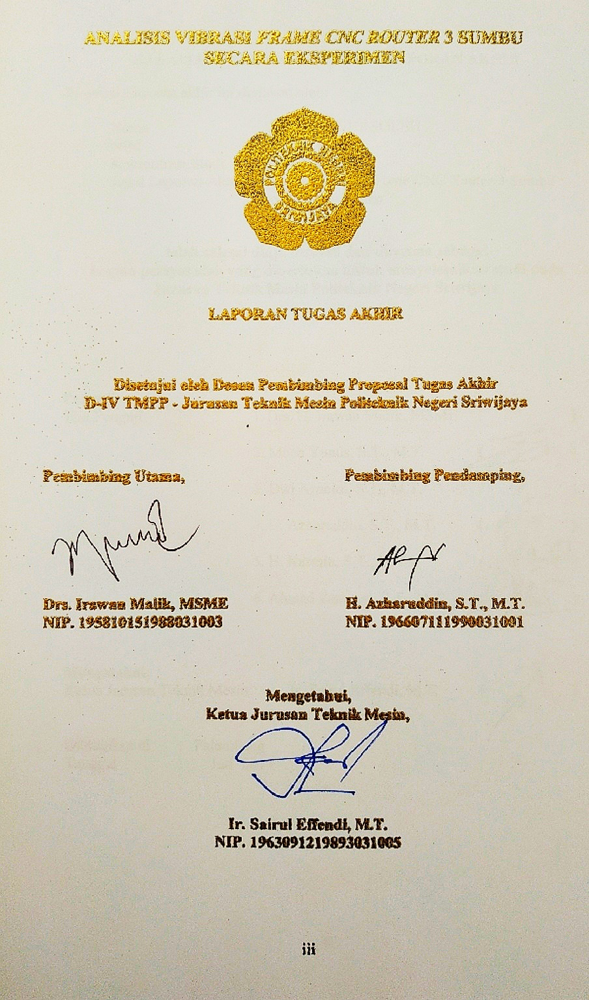 ANALISIS VIBRASI FRAME CNC ROUTER 3 SUMBU
SECARA EKSPERIMEN
POLITEKNIK NEGERI
SRIWIJAYA
LAPORAN TUGAS AKHIR
Disetujui oleh Dosen Pembimbing Proposal Tugas Akhir
D-IV TMPP - Jurusan Teknik Mesin Politeknik Negeri Sriwijaya
Pembimbing Utama,
Pembimbing Pendamping,
Drs. Irawan Malik, MSME
NIP. 195810151988031003
H. Azharuddin, S.T., M.T.
NIP. 196607111990031001
Mengetahui,
Ketua Jurusan Teknik Mesin,
Ir. Sairul Effendi, M.T.
NIP. 1963091219893031005
iii